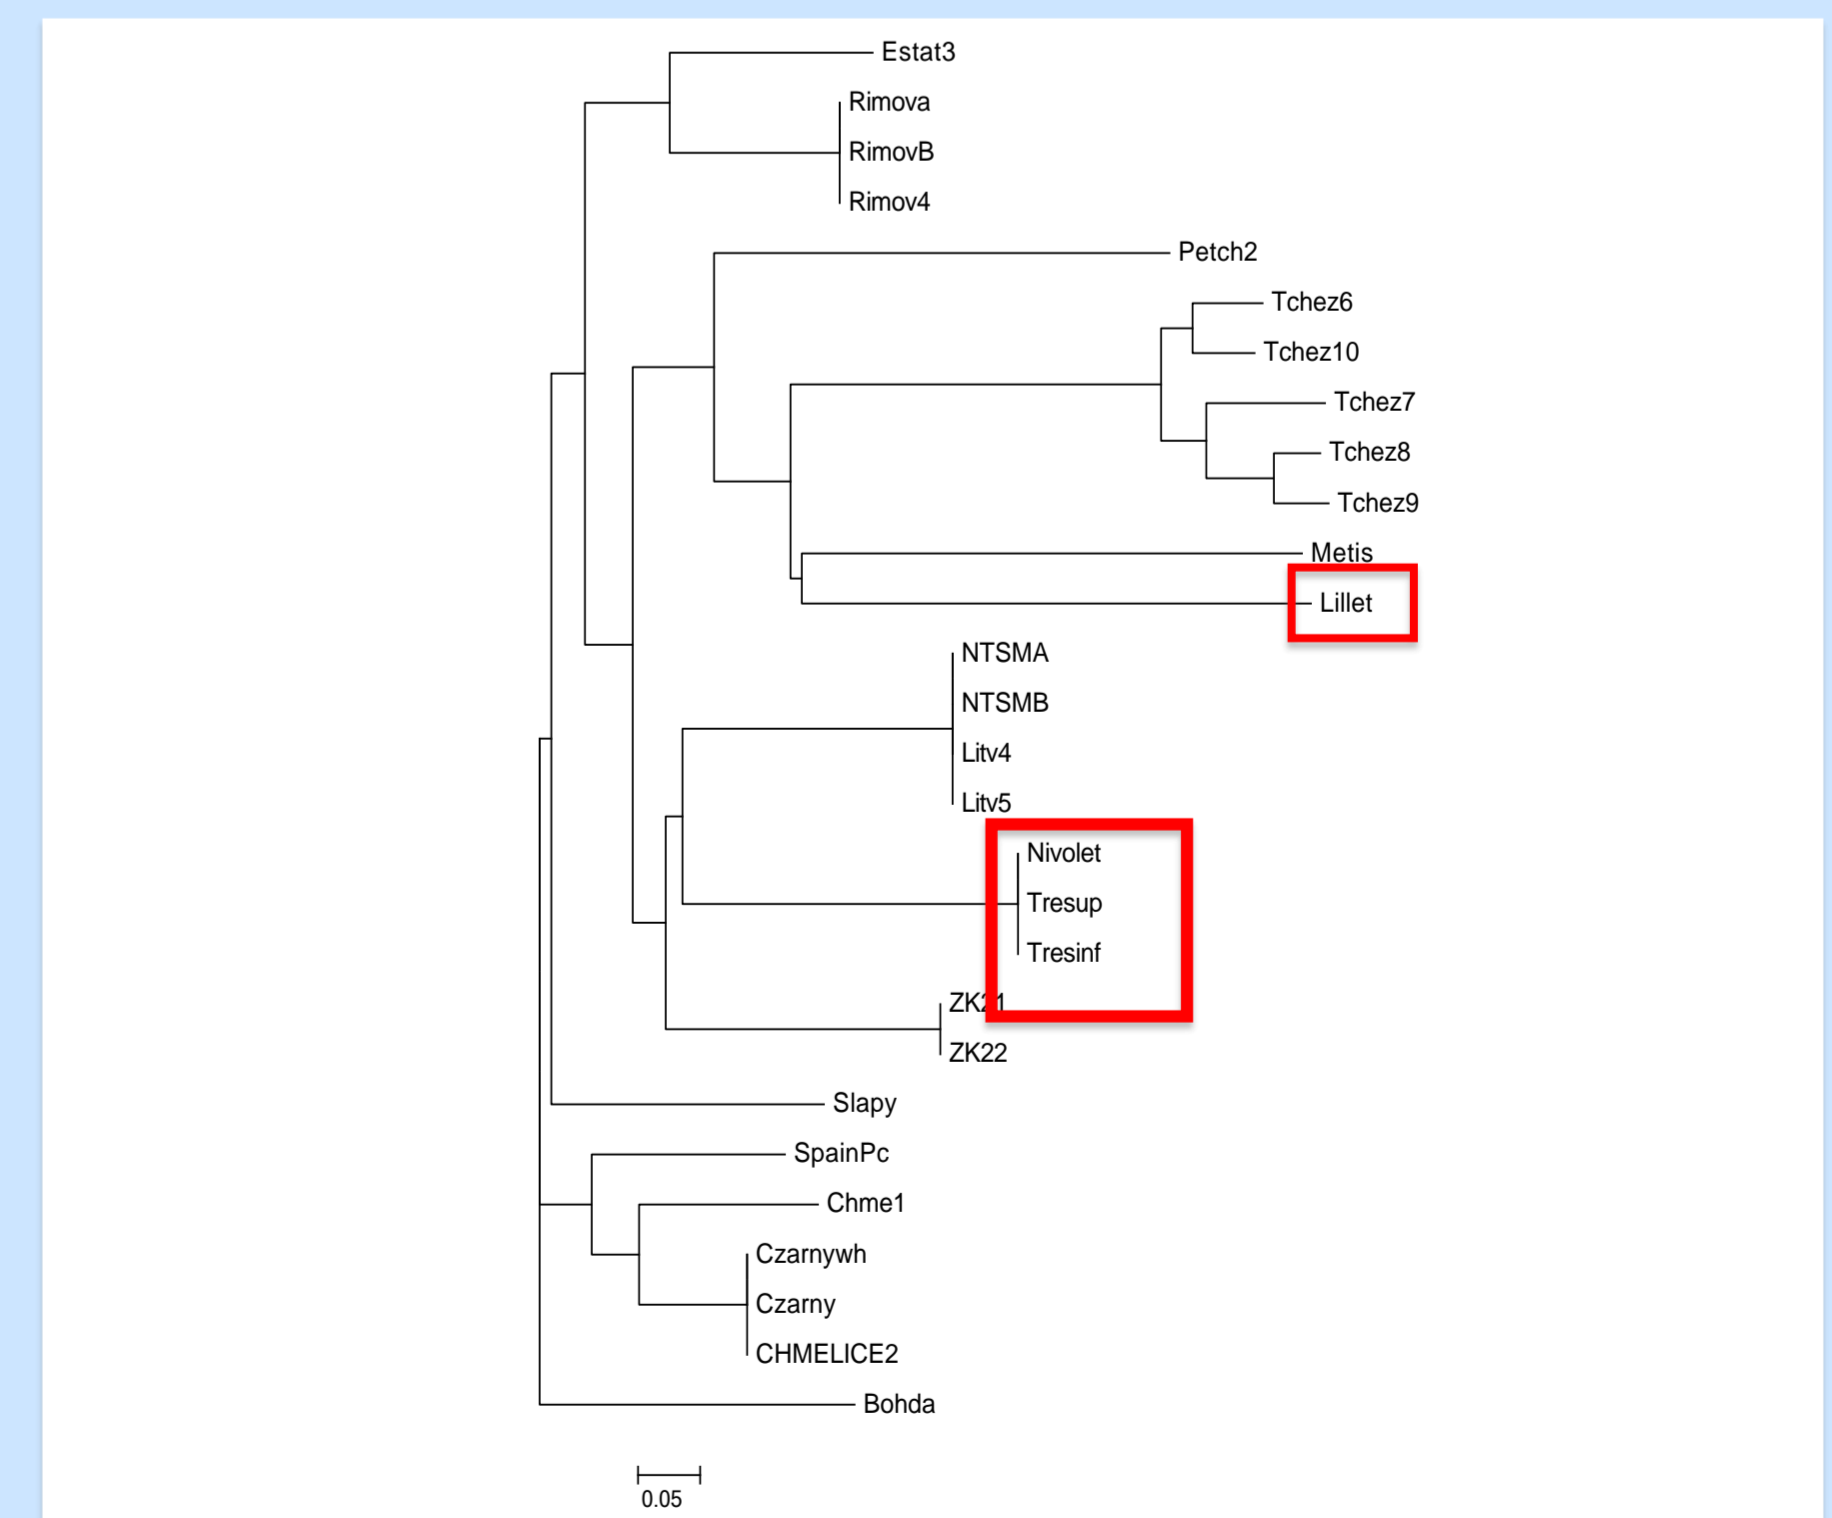 Estat3
Rimova
RimovB
Rimov4
Petch2
Tchez6
Tchez10
Tchez7
Tchez8
Tchez9
Metis
Lillet
NTSMA
NTSMB
Litv4
Litv5
Nivolet
Tresup
Tresinf
ZK21
ZK22
Slapy
SpainPc
Chme1
Czarnywh
Czarny
CHMELICE2
Bohda
0.05